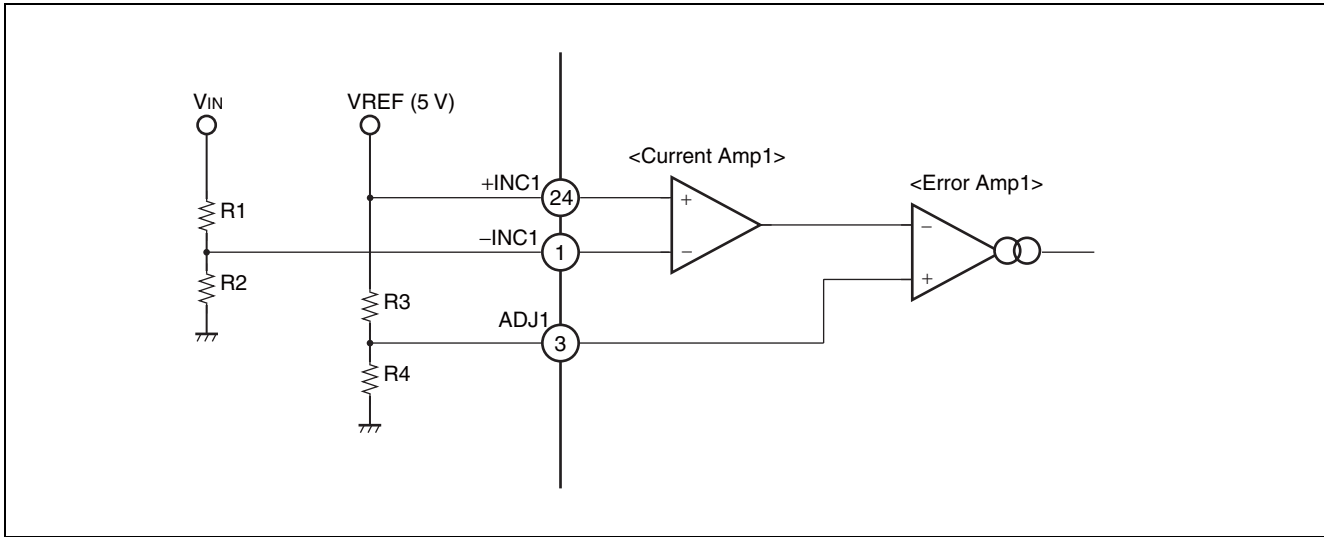 VIN
VREF (5 V)
<Current Amp1>
<Error Amp1>
+INC1
24
+
−
R1
−INC1
1
−
+
R2
R3
ADJ1
3
R4